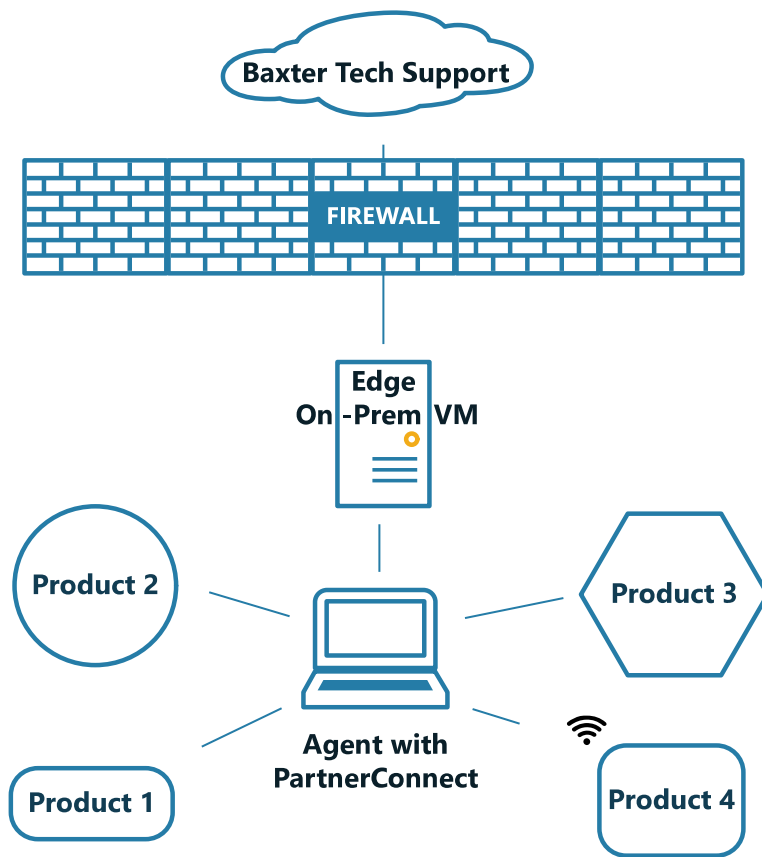 Baxter Tech Support
FIREWALL
Edge
On -Prem VM
Product 2
Product 3
Agent with
PartnerConnect
Product 1
Product 4